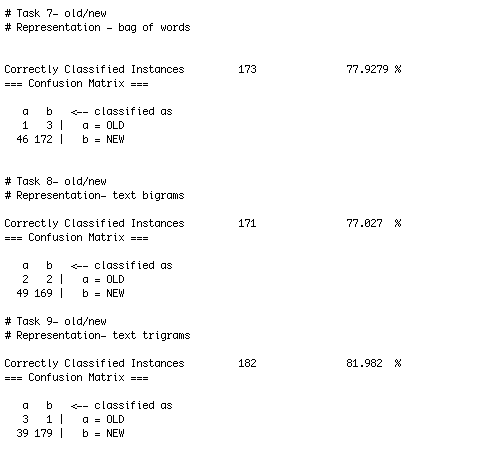 # Task 7- old/new
# Representation - bag of words
Correctly Classified Instances 173 77.9279 %
=== Confusion Matrix ===
a b <-- classified as
1 3 | a = OLD
46 172 | b = NEW
# Task 8- old/new
# Representation- text bigrams
Correctly Classified Instances 171 77.027 %
=== Confusion Matrix ===
a b <-- classified as
2 2 | a = OLD
49 169 | b = NEW
# Task 9- old/new
# Representation- text trigrams
Correctly Classified Instances 182 81.982 %
=== Confusion Matrix ===
a b <-- classified as
3 1 | a = OLD
39 179 | b = NEW